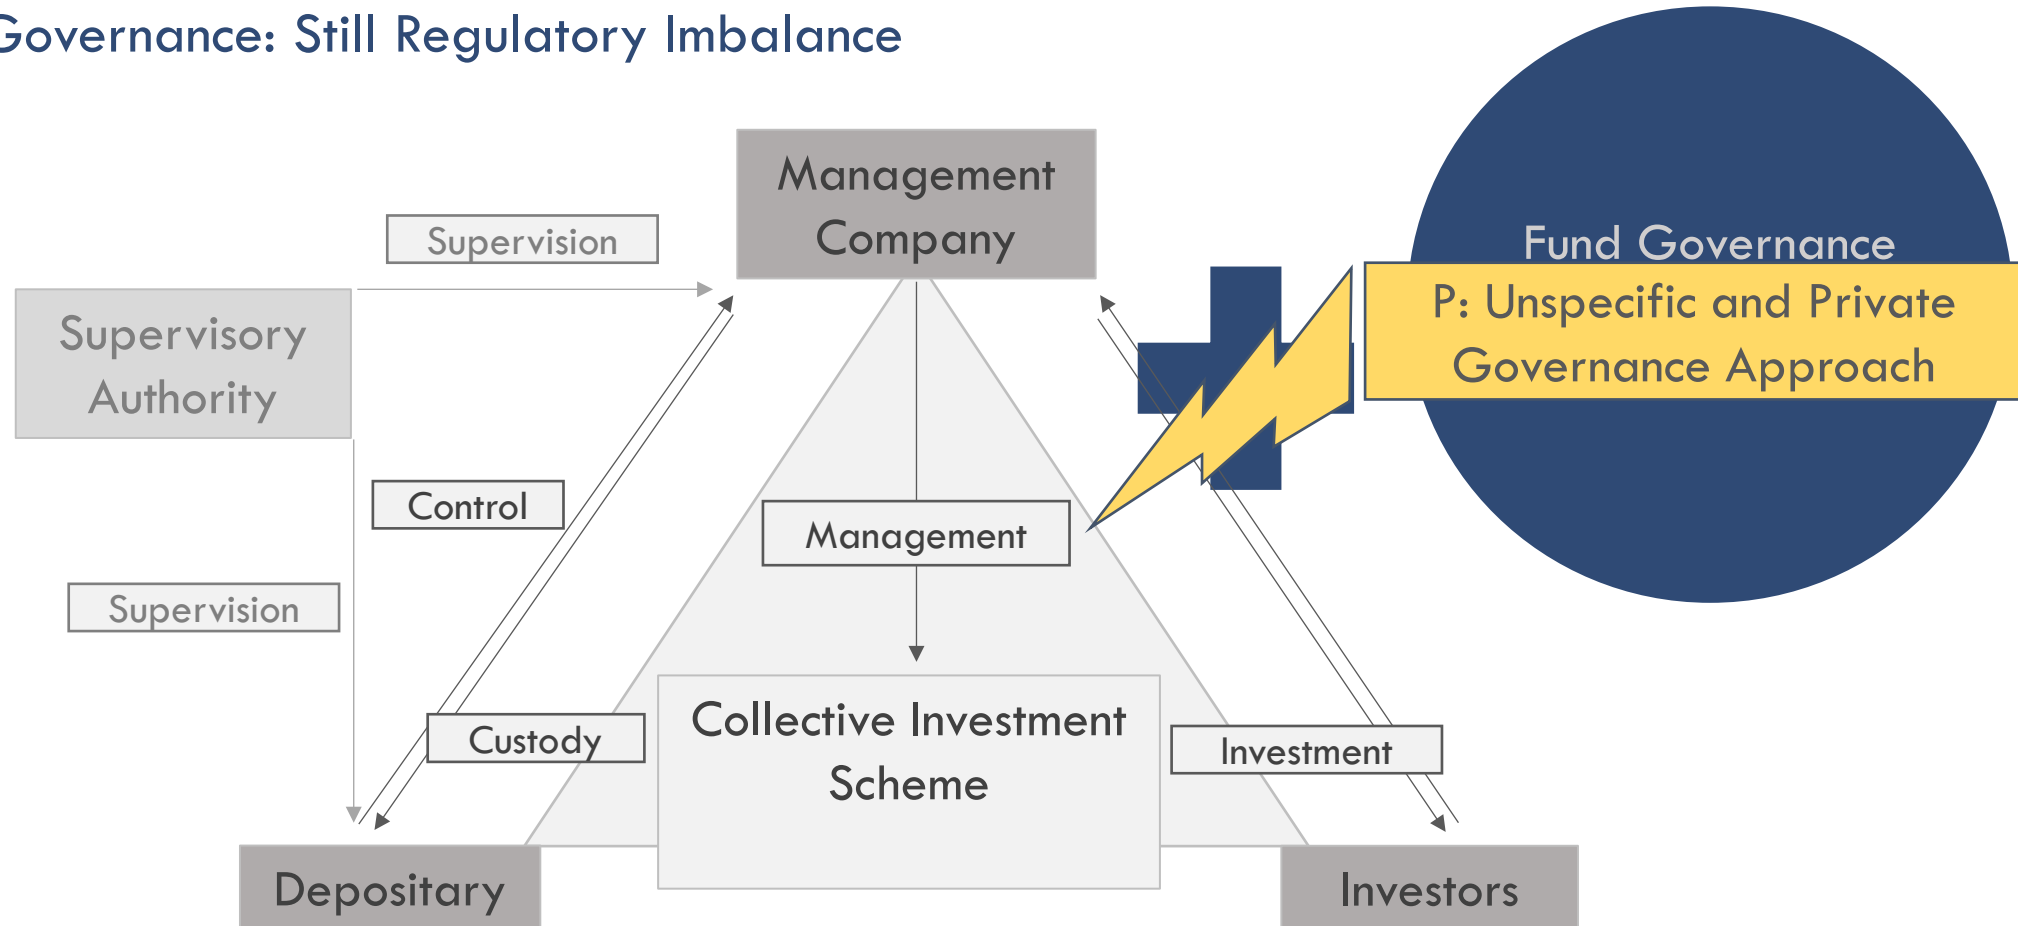 Governance: Still Regulatory Imbalance
Management
Company
Supervision
Fund Governance
P: Unspecific and Private
Governance Approach
Supervisory
Authority
Control
Management
Supervision
Custody
Collective Investment
Scheme
Investment
Depositary
Investors